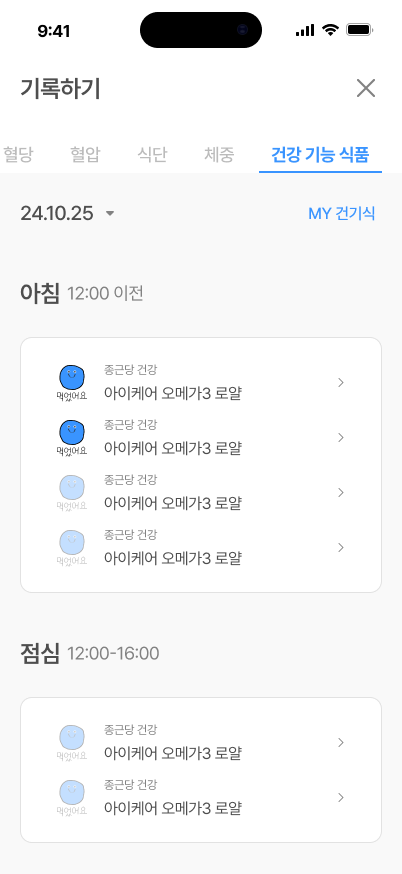 9:41
기록하기
혈당 혈압 식단 체중 건강 기능 식품
24.10.25 MY 건기식
아침 12:00 이전
종근당 건강
먹었어요 아이케어 오메가3 로얄
종근당 건강
먹었어요 아이케어 오메가3 로얄
종근당 건강
먹었어요 아이케어 오메가3 로얄
종근당 건강
먹었어요 아이케어 오메가3 로얄
점심 12:00-16:00
종근당 건강
먹었어요 아이케어 오메가3 로얄
종근당 건강
먹었어요 아이케어 오메가3 로얄